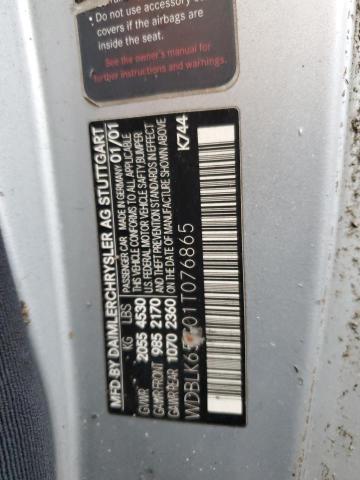 Do not use accessory
covers if the airbags are
inside the seat.
See the owner's manual for
further instructions and warnings.
MFD.BY DAIMLERCHRYSLER AG STUTTGART
PASSENGER CAR MADE IN GERMANY 01/01
KG LBS THIS VEHICLE CONFORMS TO ALL APPLICABLE
GVWR 2055 4530 U.S. FEDERAL MOTOR VEHICLE SAFETY BUMPER
GAWR FRONT 985 2170 AND THEFT PREVENTION STANDARDS IN EFFECT
GAWR REAR 1070 2360 ON THE DATE OF MANUFACTURE SHOWN ABOVE
K744